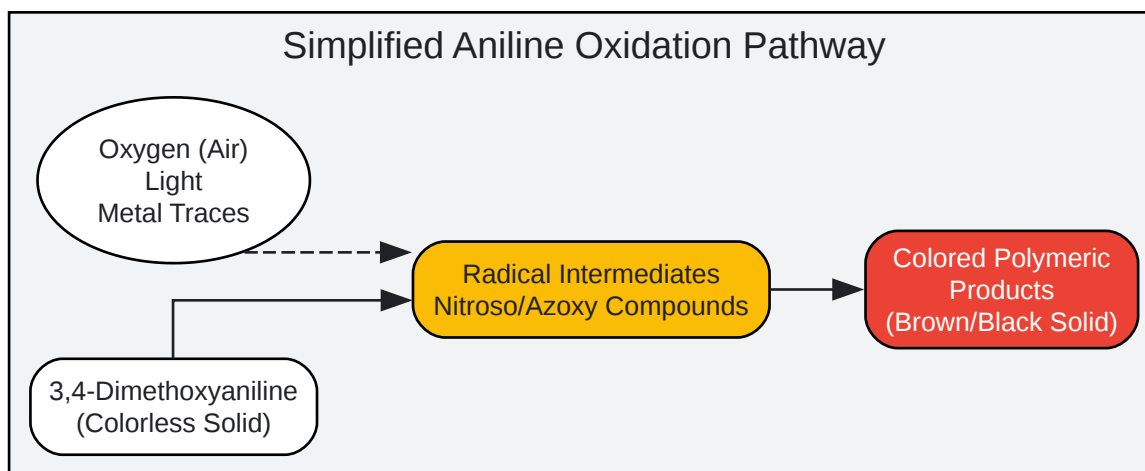 Simplified Aniline Oxidation Pathway
Oxygen (Air)
Light
Metal Traces
3,4-Dimethoxyaniline
(Colorless Solid)
Radical Intermediates
Nitroso/Azoxy Compounds
Colored Polymeric
Products
(Brown/Black Solid)